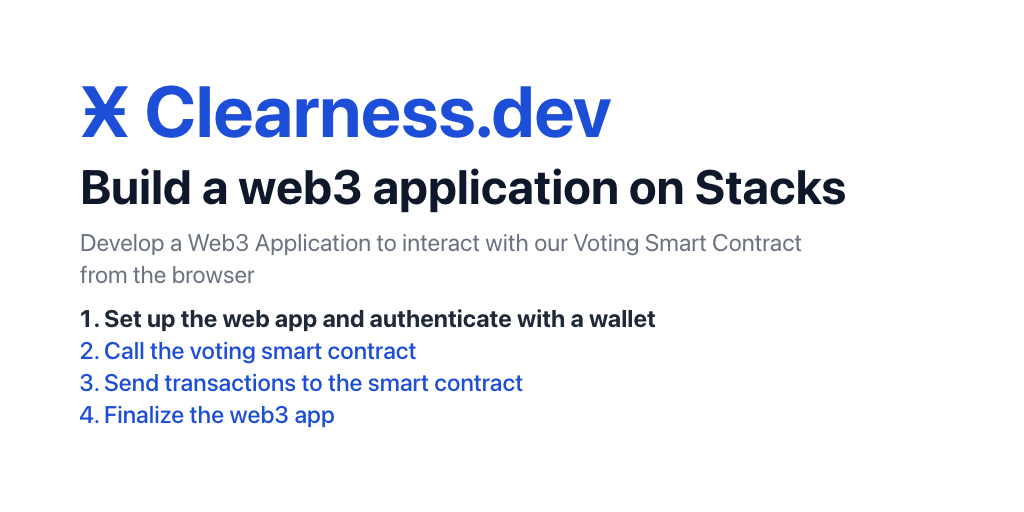 Ӿ Clearness.dev
Build a web3 application on Stacks
Develop a Web3 Application to interact with our Voting Smart Contract
from the browser
1. Set up the web app and authenticate with a wallet
2. Call the voting smart contract
3. Send transactions to the smart contract
4. Finalize the web3 app